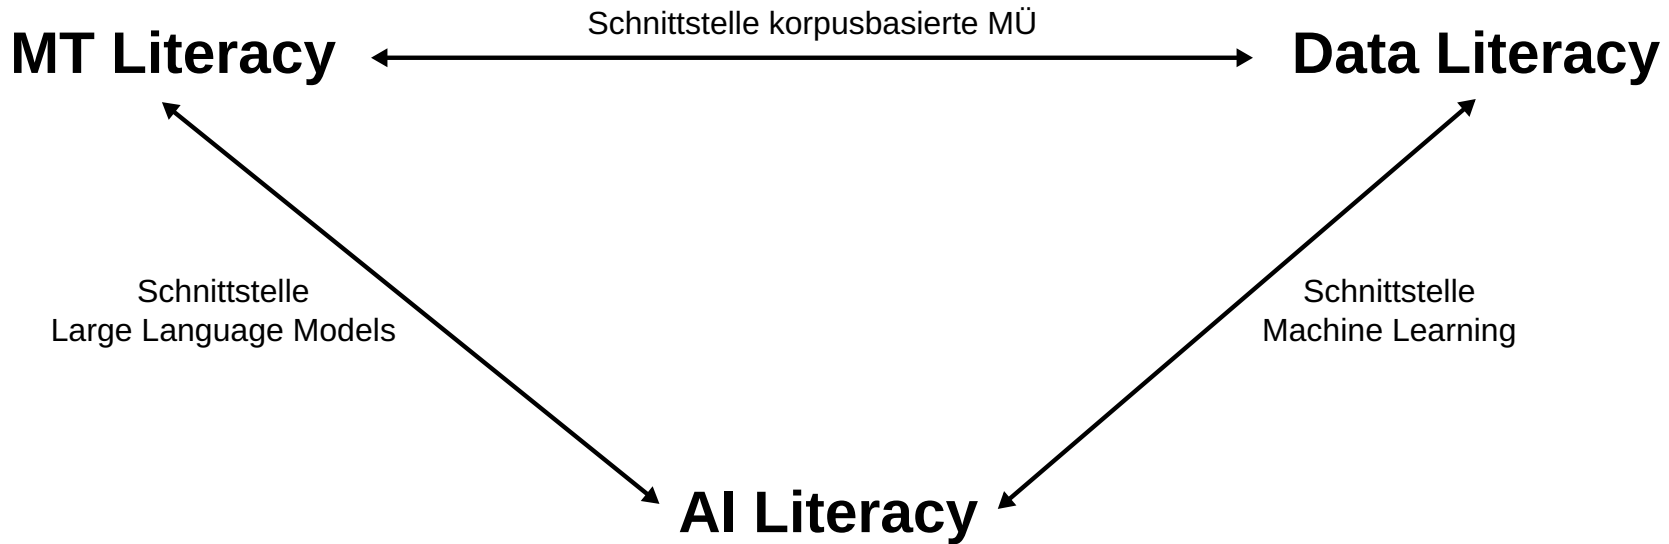 Schnittstelle korpusbasierte MÜ
MT Literacy
Data Literacy
Schnittstelle
Large Language Models
Schnittstelle
Machine Learning
AI Literacy